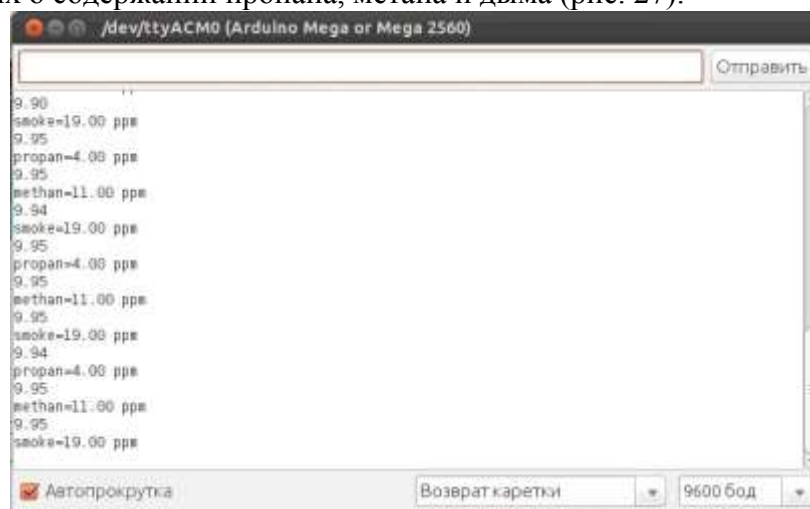 о содержании пропана, метана и дыма (рис. 27).
/dev/ttyACM0 (Arduino Mega or Mega 2560)
Отправить
9.90
smoke=19.00 ppm
9.95
propan=4.00 ppm
9.95
methan=11.00 ppm
9.94
smoke=19.00 ppm
9.95
propan=4.00 ppm
9.95
methan=11.00 ppm
9.95
smoke=19.00 ppm
9.94
propan=4.00 ppm
9.95
methan=11.00 ppm
9.95
smoke=19.00 ppm
Автопрокрутка
Возврат каретки
9600 бод